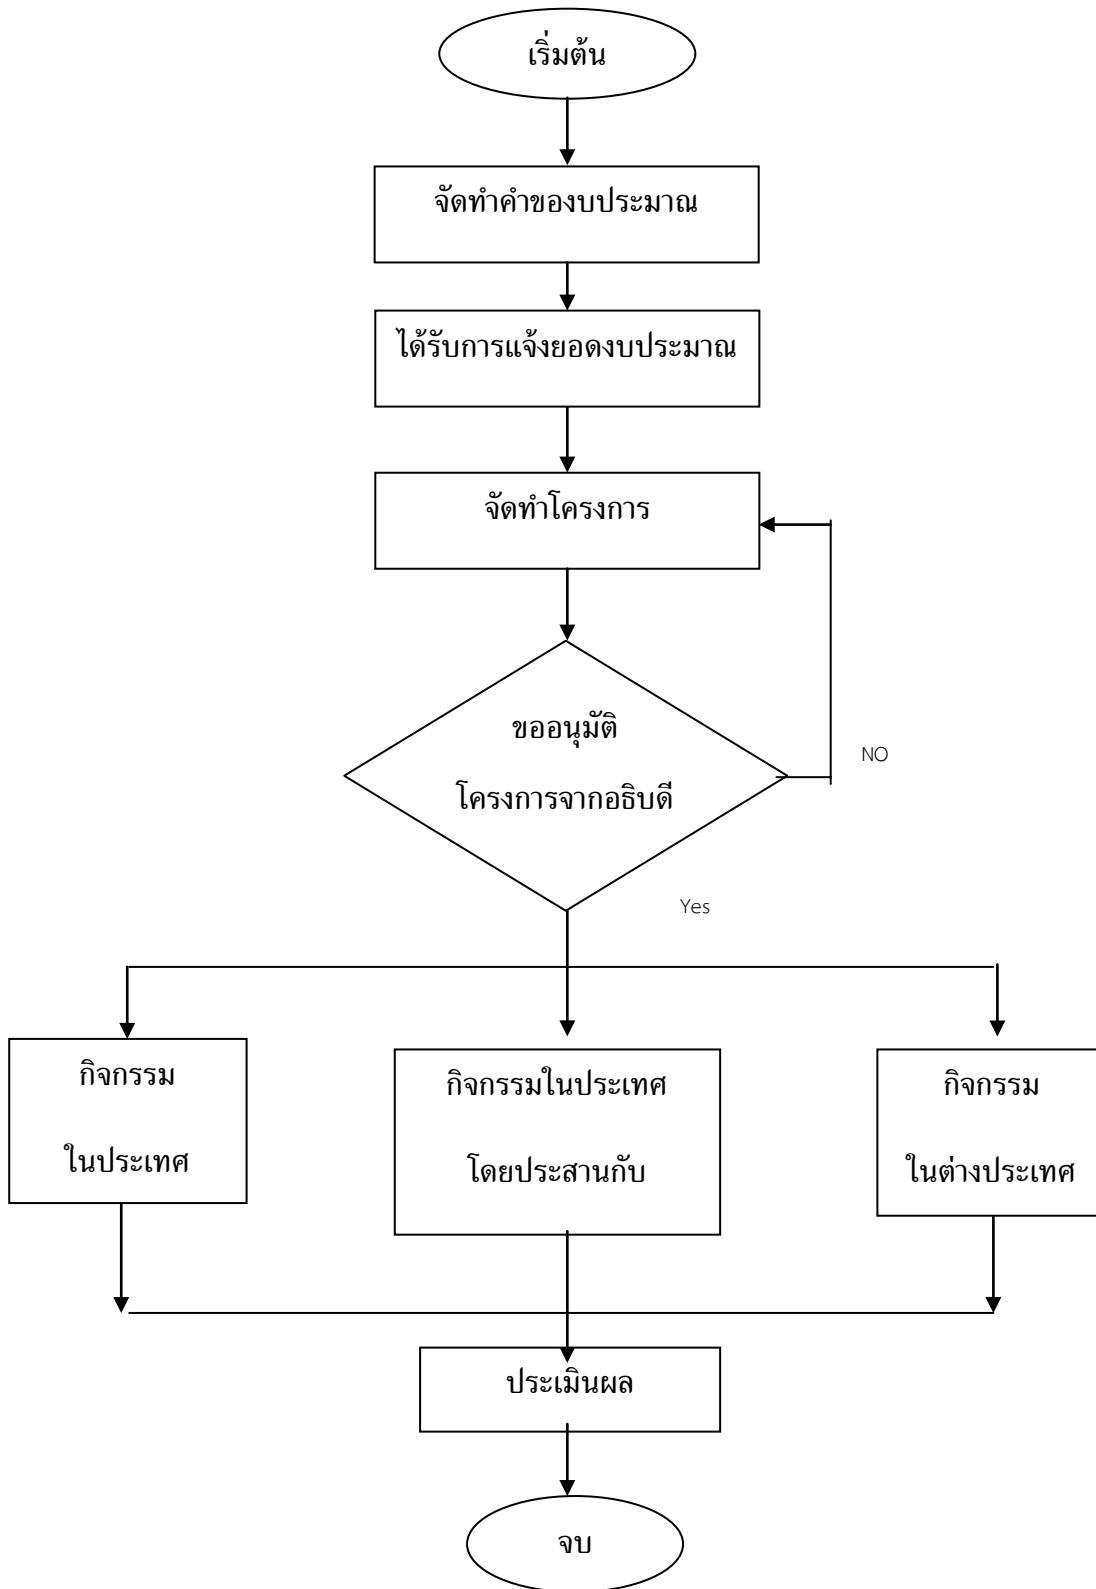 เริ่มต้น
จัดทำคำของบประมาณ
ได้รับการแจ้งยอดงบประมาณ
จัดทำโครงการ
ขออนุมัติ
โครงการจากอธิบดี
NO
Yes
กิจกรรม
ในประเทศ
กิจกรรมในประเทศ
โดยประสานกับ
กิจกรรม
ในต่างประเทศ
ประเมินผล
จบ